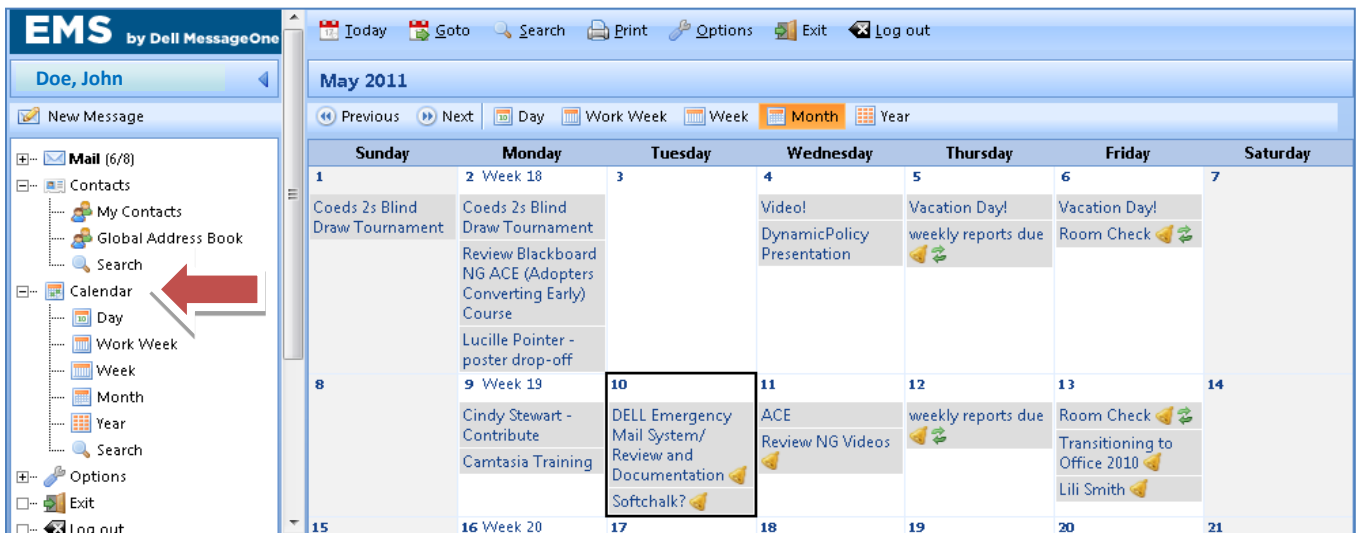 EMS by Dell MessageOne
Doe, John
New Message
Mail (6/8)
Contacts
My Contacts
Global Address Book
Search
Calendar
Day
Work Week
Week
Month
Year
Search
Options
Exit
Log out
Today Goto Search Print Options Exit Log out
May 2011
Previous Next Day Work Week Week Month Year
Sunday Monday Tuesday Wednesday Thursday Friday Saturday
1 2 Week 18 3 4 5 6 7
Coeds 2s Blind
Draw Tournament
Coeds 2s Blind
Draw Tournament
Review Blackboard
NG ACE (Adopters
Converting Early)
Course
Lucille Pointer -
poster drop-off
Video!
DynamicPolicy
Presentation
Vacation Day!
weekly reports due
Vacation Day!
Room Check
8 9 Week 19 10 11 12 13 14
Cindy Stewart -
Contribute
Camtasia Training
DELL Emergency
Mail System/
Review and
Documentation
Softchalk?
ACE
Review NG Videos
weekly reports due
Room Check
Transitioning to
Office 2010
Lili Smith
15 16 Week 20 17 18 19 20 21